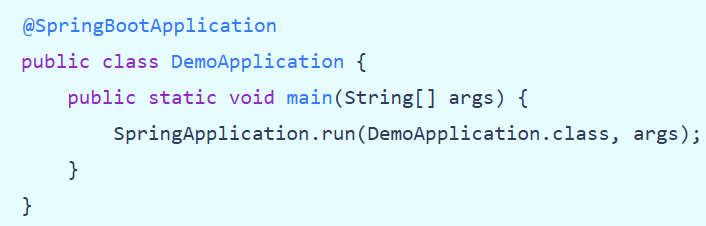 @SpringBootApplication
public class DemoApplication {
    public static void main(String[] args) {
        SpringApplication.run(DemoApplication.class, args);
    }
}